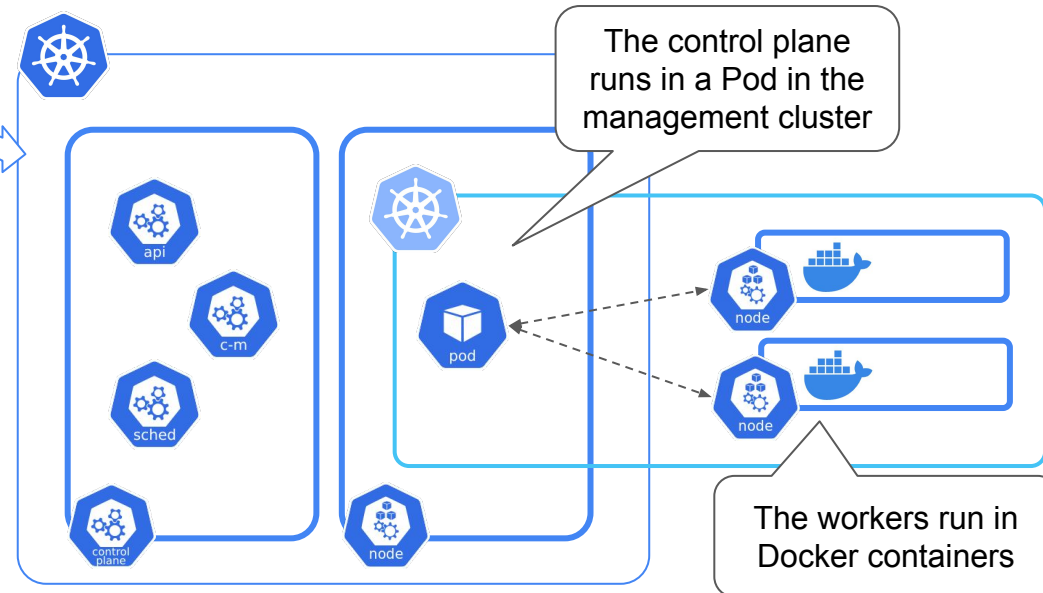 The control plane
runs in a Pod in the
management cluster
api
c-m
sched
control
plane
pod
node
node
node
The workers run in
Docker containers